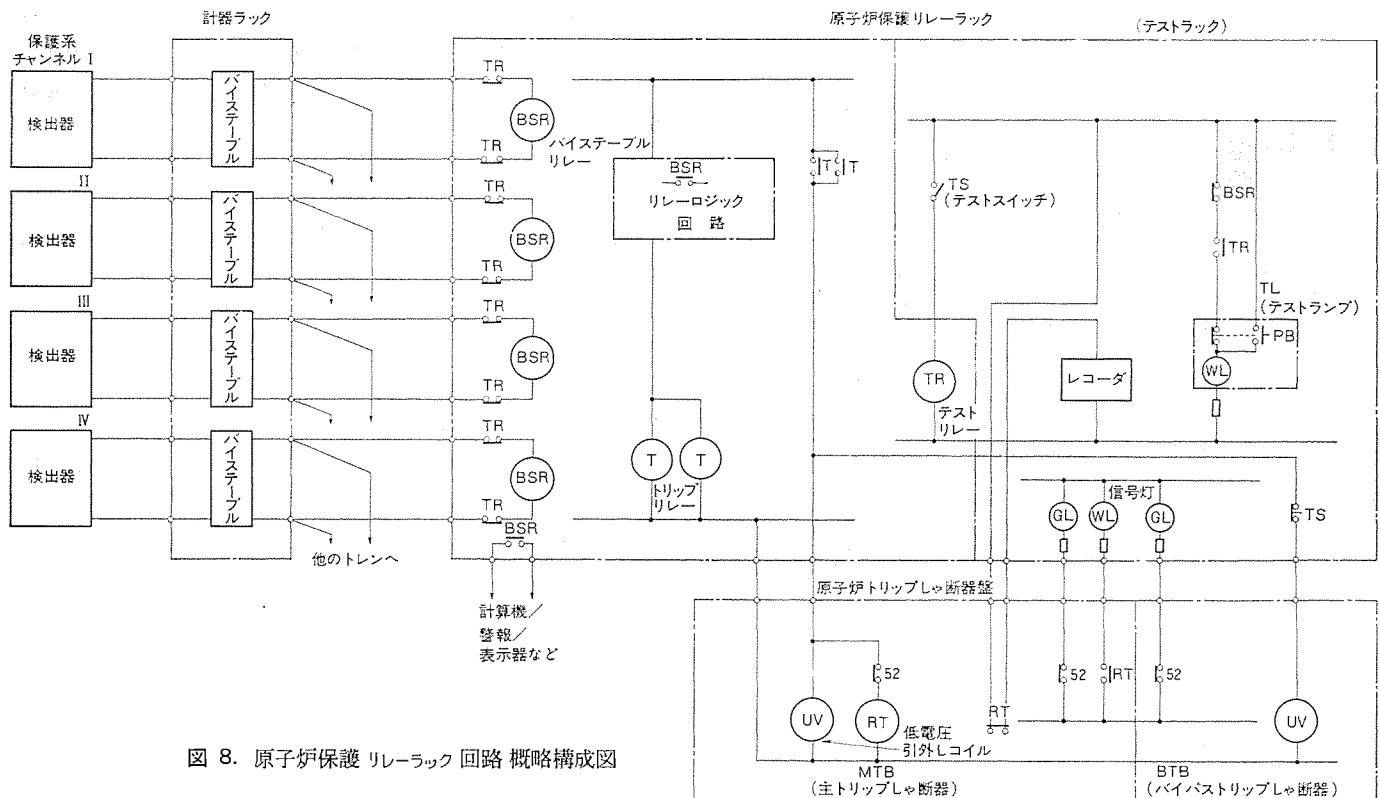 計器ラック
原子炉保護リレーラック
(テストラック)
保護系
チャンネル I
検出器
バイステーブル
TR
BSR
TR
バイステーブル
リレー
II
検出器
バイステーブル
TR
BSR
TR
III
検出器
バイステーブル
TR
BSR
TR
IV
検出器
バイステーブル
TR
BSR
TR
BSR
他のトレンへ
計算機/
警報/
表示器など
BSR
リレーロジック
回路
T
T
T
T
トリップ
リレー
TS
(テストスイッチ)
TR
テスト
リレー
レコーダ
BSR
TR
TL
(テストランプ)
PB
WL
信号灯
GL
WL
GL
TS
原子炉トリップしゃ断器盤
52
UV
RT
低電圧
引外しコイル
RT
52
RT
52
UV
MTB
(主トリップしゃ断器)
BTB
(バイパストリップしゃ断器)
図 8. 原子炉保護 リレーラック 回路 概略構成図